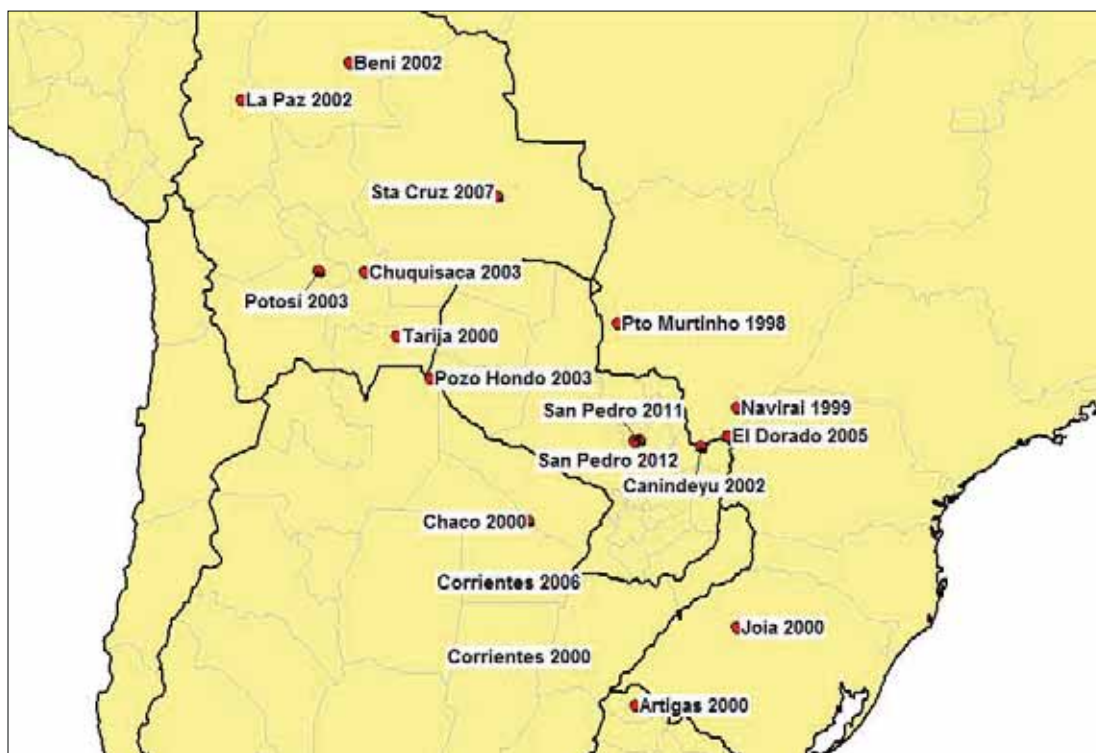 Beni 2002
La Paz 2002
Sta Cruz 2007
Chuquisaca 2003
Potosí 2003
Pto Murtinho 1998
Tarija 2000
Pozo Hondo 2003
San Pedro 2011
Navirai 1999
El Dorado 2005
San Pedro 2012
Canindeyu 2002
Chaco 2000
Corrientes 2006
Joia 2000
Corrientes 2000
Artigas 2000